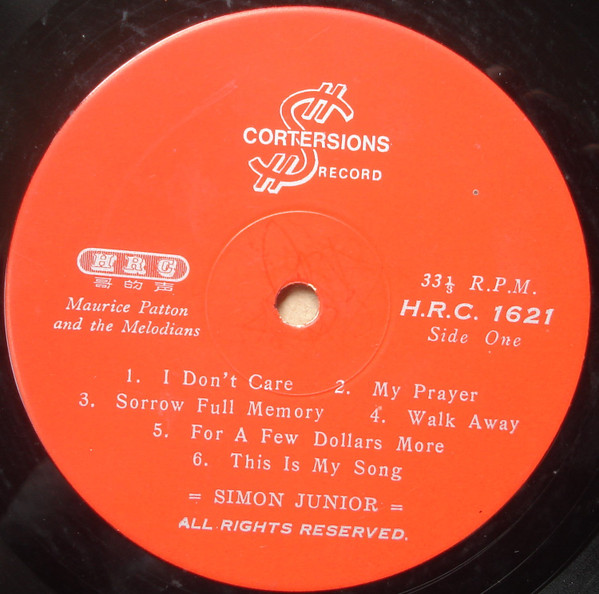 CORTERSIONS
RECORD
HRC
哥的声
Maurice Patton
and the Melodians
33⅓ R.P.M.
H.R.C. 1621
Side One
1. I Don't Care 2. My Prayer
3. Sorrow Full Memory 4. Walk Away
5. For A Few Dollars More
6. This Is My Song
= SIMON JUNIOR =
ALL RIGHTS RESERVED.